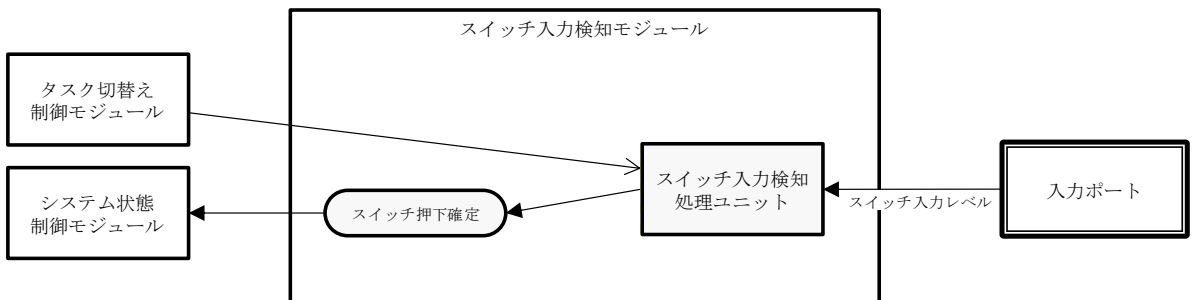 スイッチ入力検知モジュール
タスク切替え
制御モジュール
システム状態
制御モジュール
スイッチ押下確定
スイッチ入力検知
処理ユニット
スイッチ入力レベル
入力ポート